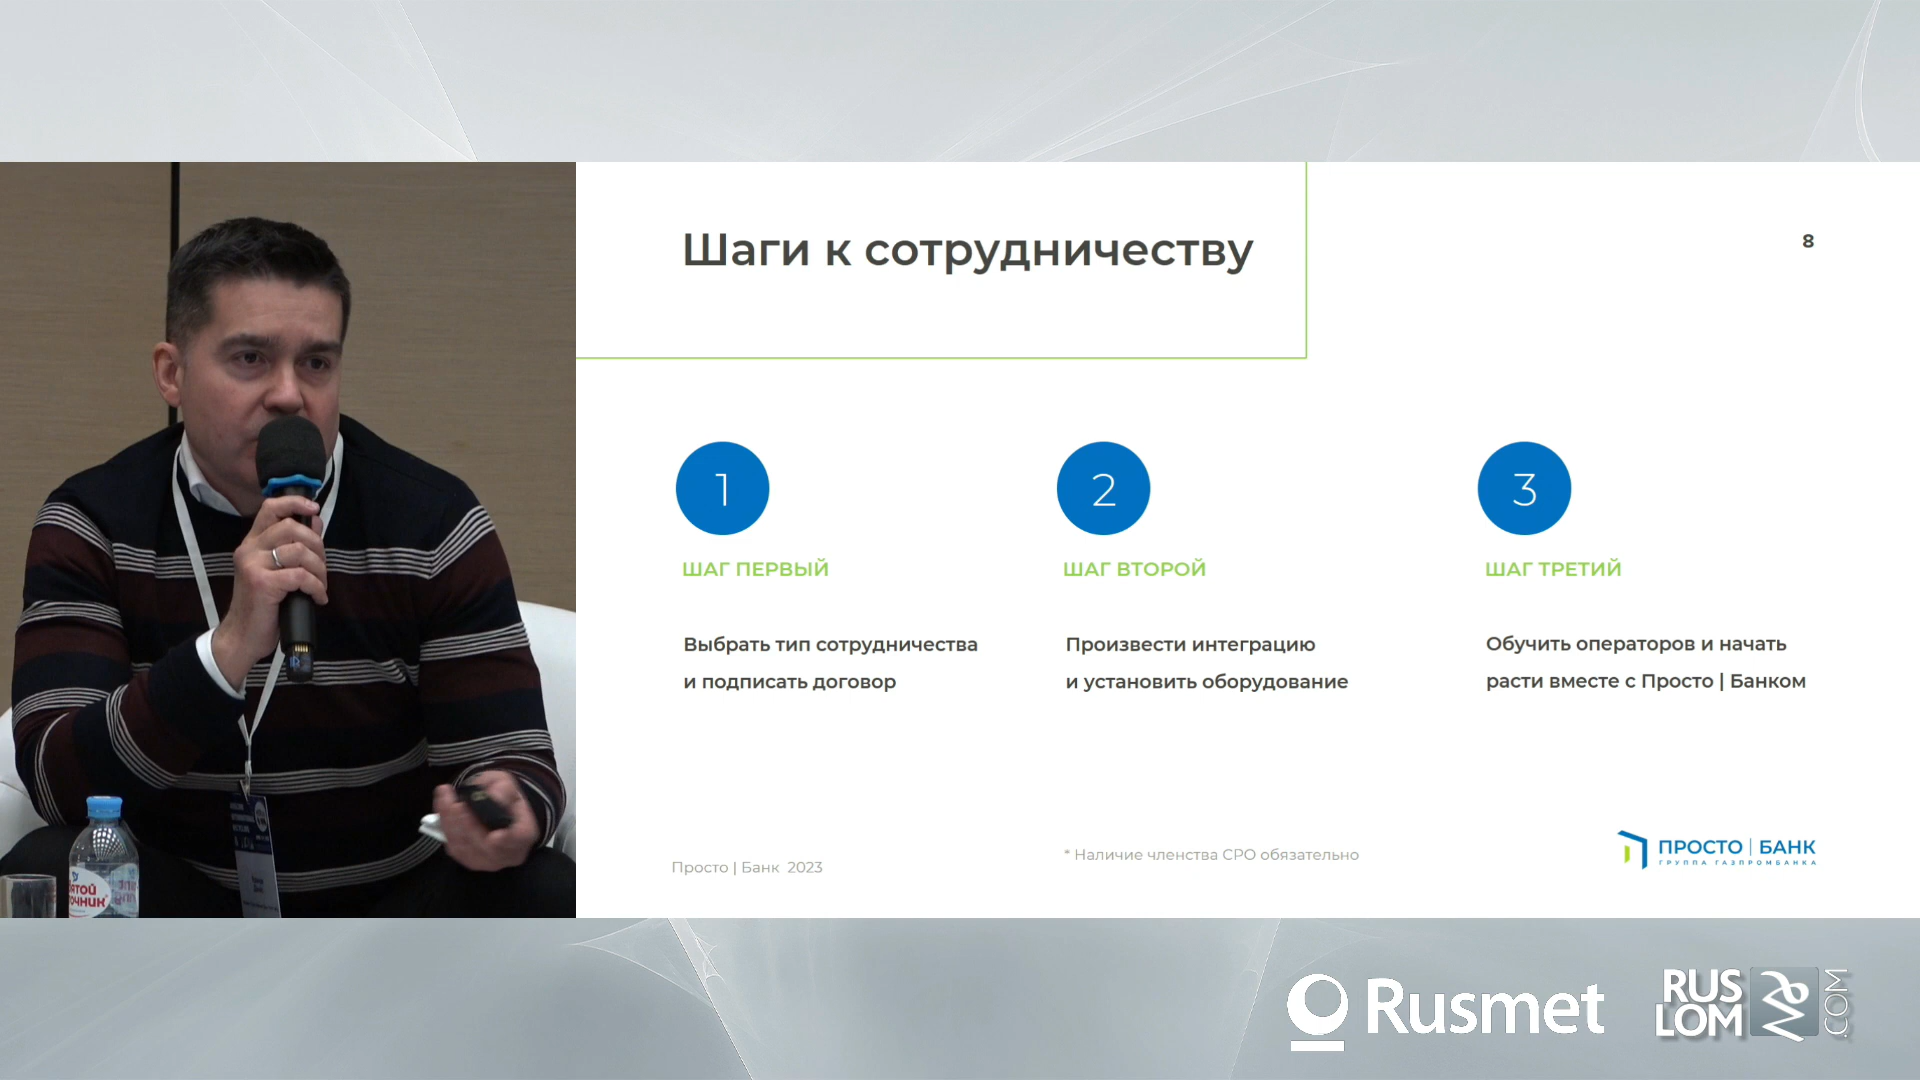 Шаги к сотрудничеству
8
1
2
3
ШАГ ПЕРВЫЙ
ШАГ ВТОРОЙ
ШАГ ТРЕТИЙ
Выбрать тип сотрудничества
и подписать договор
Произвести интеграцию
и установить оборудование
Обучить операторов и начать
расти вместе с Просто | Банком
* Наличие членства СРО обязательно
Просто | Банк 2023
ПРОСТО | БАНК
ГРУППА ГАЗПРОМБАНКА
Rusmet
RUS
LOM
.COM